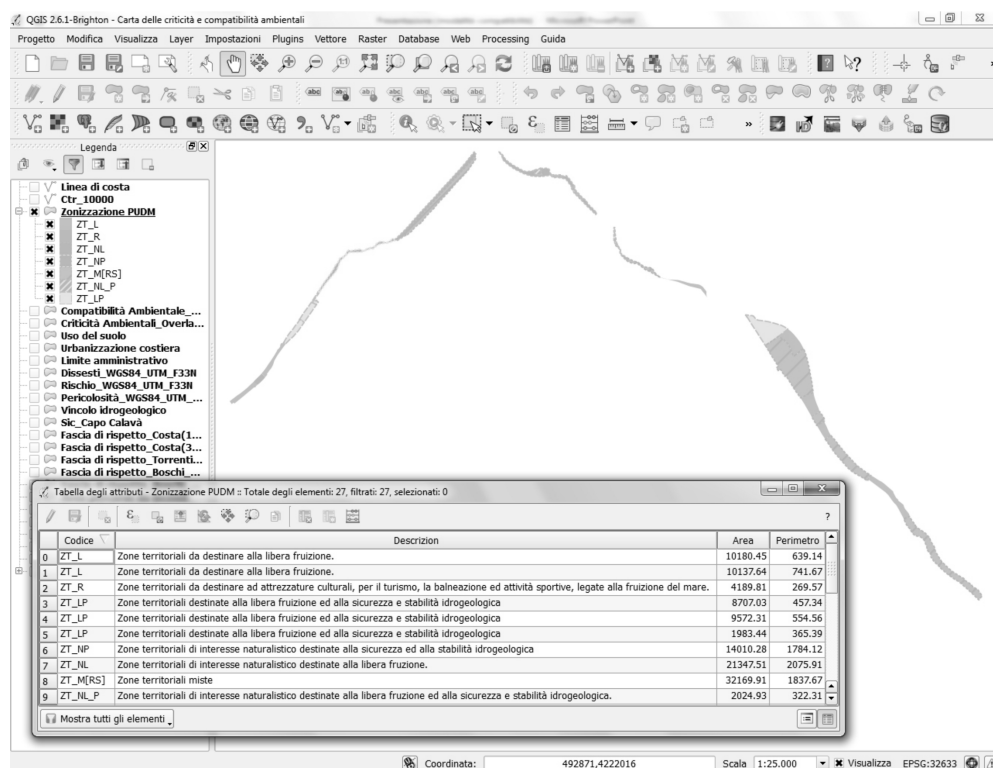 QGIS 2.6.1-Brighton - Carta delle criticità e compatibilità ambientali
Progetto Modifica Visualizza Layer Impostazioni Plugins Vettore Raster Database Web Processing Guida
Legenda
Linea di costa
Ctr_10000
Zonizzazione PUDM
ZT_L
ZT_R
ZT_NL
ZT_NP
ZT_M[RS]
ZT_NL_P
ZT_LP
Compatibilità Ambientale_...
Criticità Ambientali_Overla...
Uso del suolo
Urbanizzazione costiera
Limite amministrativo
Dissesti_WGS84_UTM_F33N
Rischio_WGS84_UTM_F33N
Pericolosità_WGS84_UTM_...
Vincolo idrogeologico
Sic_Capo Calavà
Fascia di rispetto_Costa(1...
Fascia di rispetto_Costa(3...
Fascia di rispetto_Torrenti...
Fascia di rispetto_Boschi_...
Tabella degli attributi - Zonizzazione PUDM :: Totale degli elementi: 27, filtrati: 27, selezionati: 0
?
Codice Descrizion Area Perimetro
0 ZT_L Zone territoriali da destinare alla libera fruizione. 10180.45 639.14
1 ZT_L Zone territoriali da destinare alla libera fruizione. 10137.64 741.67
2 ZT_R Zone territoriali da destinare ad attrezzature culturali, per il turismo, la balneazione ed attività sportive, legate alla fruizione del mare. 4189.81 269.57
3 ZT_LP Zone territoriali destinate alla libera fruizione ed alla sicurezza e stabilità idrogeologica 8707.03 457.34
4 ZT_LP Zone territoriali destinate alla libera fruizione ed alla sicurezza e stabilità idrogeologica 9572.31 554.56
5 ZT_LP Zone territoriali destinate alla libera fruizione ed alla sicurezza e stabilità idrogeologica 1983.44 365.39
6 ZT_NP Zone territoriali di interesse naturalistico destinate alla sicurezza ed alla stabilità idrogeologica 14010.28 1784.12
7 ZT_NL Zone territoriali di interesse naturalistico destinate alla libera fruzione. 21347.51 2075.91
8 ZT_M[RS] Zone territoriali miste 32169.91 1837.67
9 ZT_NL_P Zone territoriali di interesse naturalistico destinate alla libera fruzione ed alla sicurezza e stabilità idrogeologica. 2024.93 322.31
Mostra tutti gli elementi
Coordinata: 492871,4222016 Scala 1:25.000 Visualizza EPSG:32633